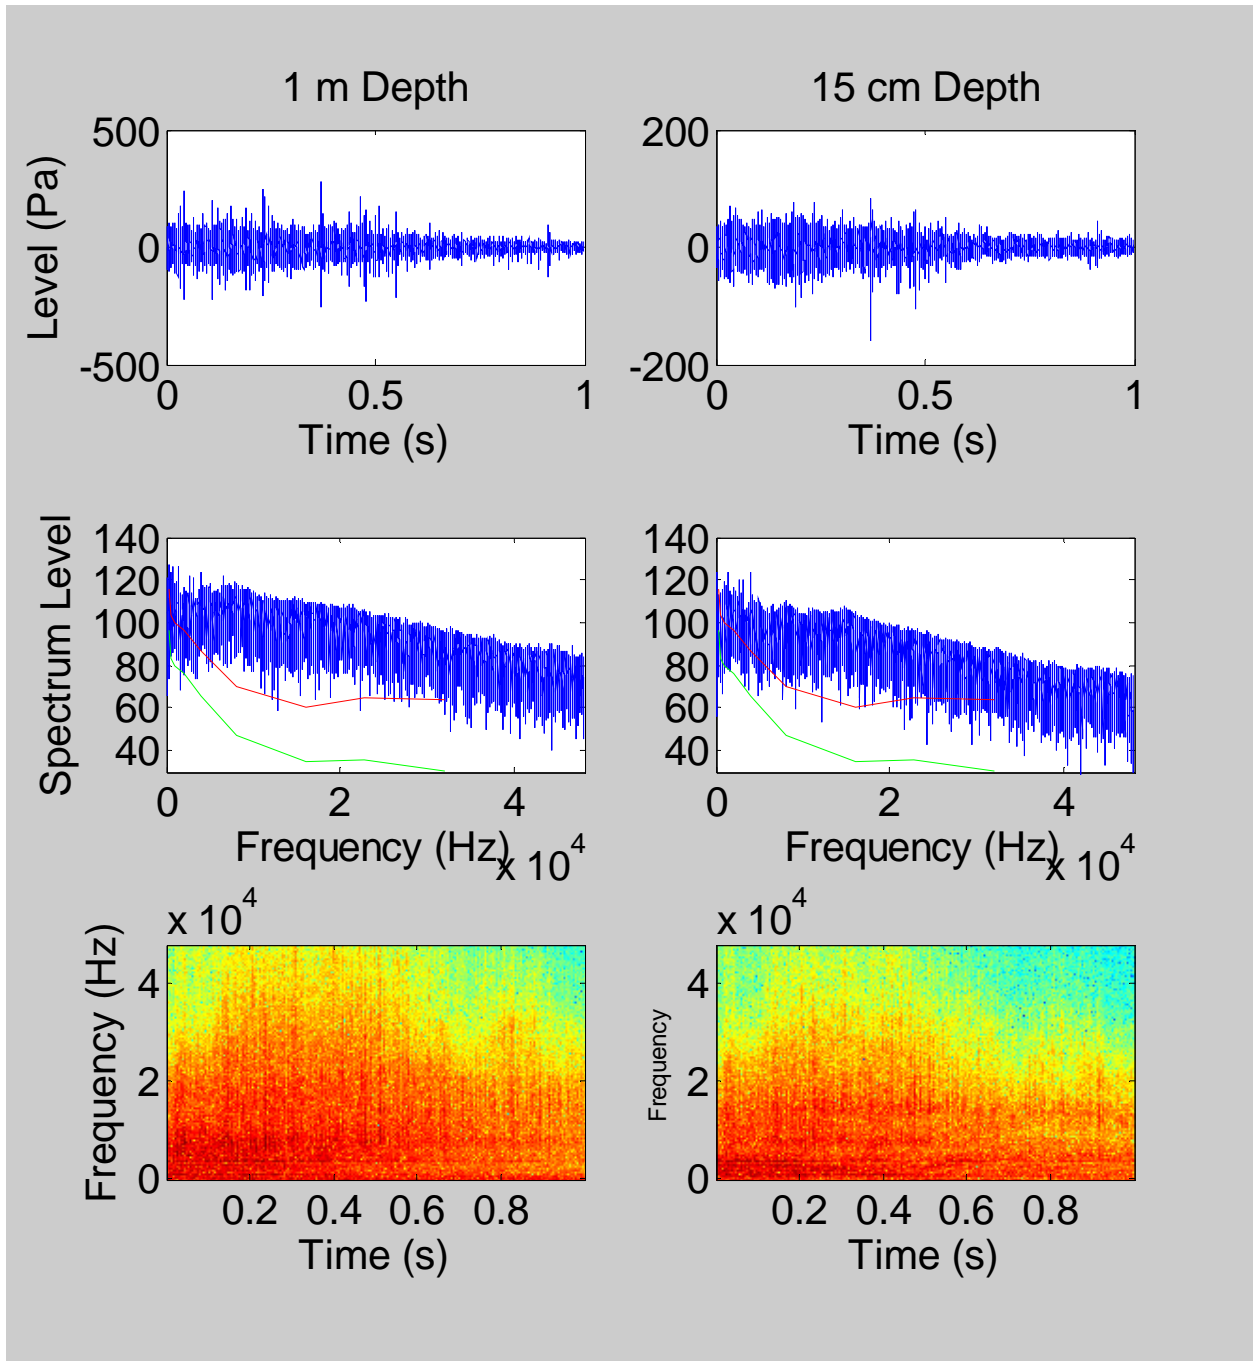 1 m Depth
15 cm Depth
Level (Pa)
500
0
-500
0 0.5 1
Time (s)
200
0
-200
0 0.5 1
Time (s)
Spectrum Level
140
120
100
80
60
40
0 2 4
Frequency (Hz)
x 10^4
140
120
100
80
60
40
0 2 4
Frequency (Hz)
x 10^4
x 10^4
Frequency (Hz)
4
2
0
0.2 0.4 0.6 0.8
Time (s)
x 10^4
Frequency
4
2
0
0.2 0.4 0.6 0.8
Time (s)